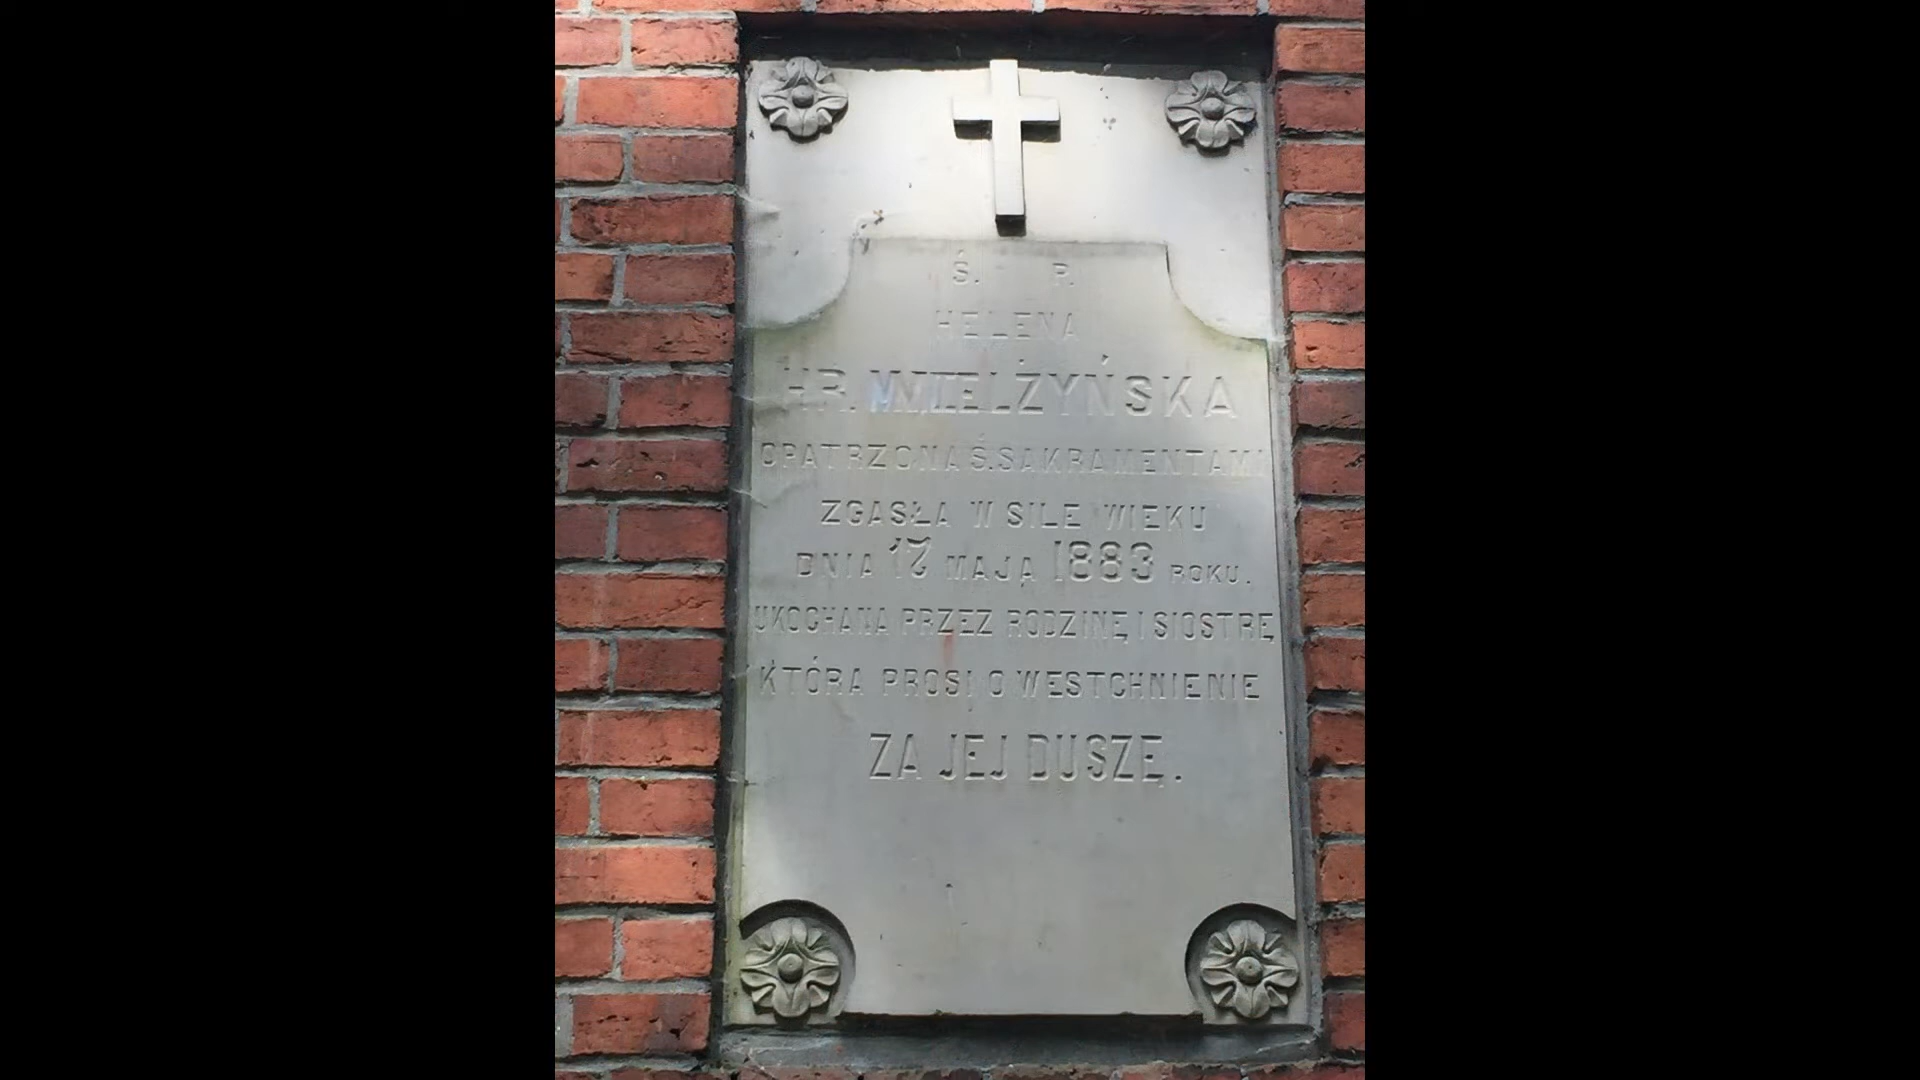 Ś. P.
HELENA
HR. MIELŻYŃSKA
OPATRZONA Ś. SAKRAMENTAMI
ZGASŁA W SILE WIEKU
DNIA 17 MAJA 1883 ROKU.
UKOCHANA PRZEZ RODZINĘ I SIOSTRĘ
KTÓRA PROSI O WESTCHNIENIE
ZA JEJ DUSZĘ.